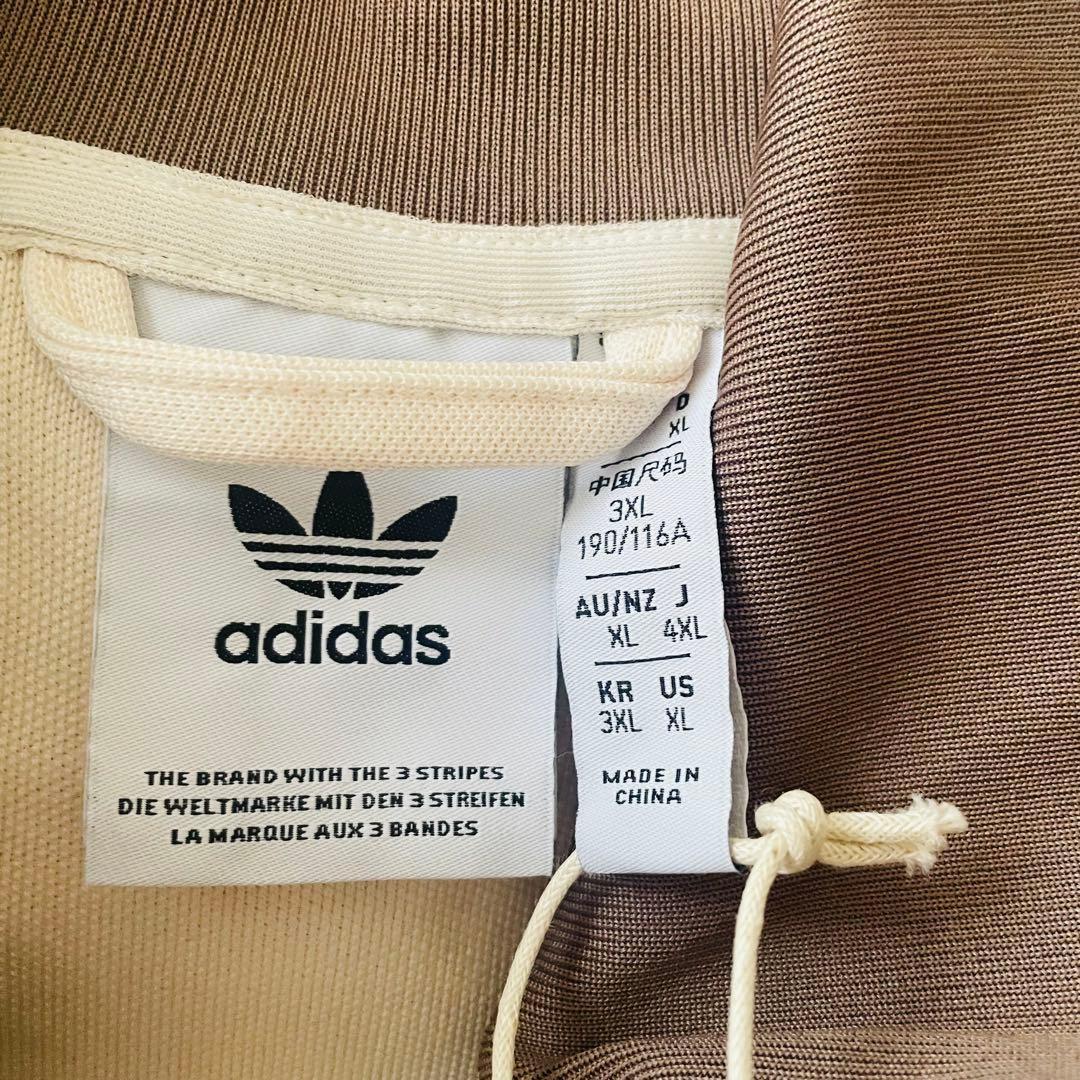 adidas
THE BRAND WITH THE 3 STRIPES
DIE WELTMARKE MIT DEN 3 STREIFEN
LA MARQUE AUX 3 BANDES
D
XL
中国尺码
3XL
190/116A
AU/NZ J
XL 4XL
KR US
3XL XL
MADE IN
CHINA